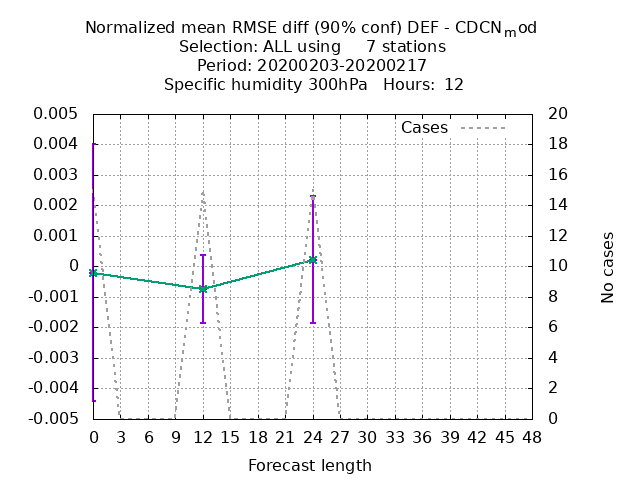 Normalized mean RMSE diff (90% conf) DEF - CDCNmod
Selection: ALL using 7 stations
Period: 20200203-20200217
Specific humidity 300hPa Hours: 12
Cases
0.005
0.004
0.003
0.002
0.001
0
-0.001
-0.002
-0.003
-0.004
-0.005
20
18
16
14
12
10
8
6
4
2
0
No cases
0 3 6 9 12 15 18 21 24 27 30 33 36 39 42 45 48
Forecast length